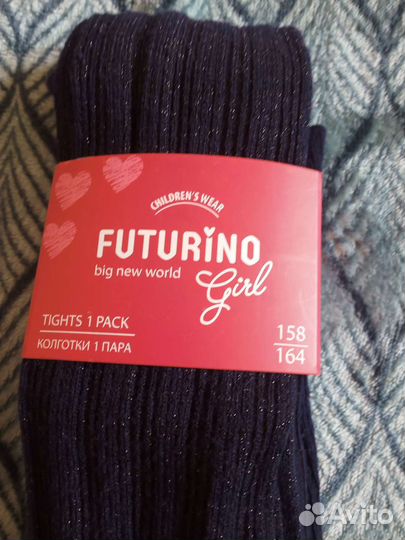 CHILDREN'S WEAR
FUTURINO
big new world
Girl
TIGHTS 1 PACK
КОЛГОТКИ 1 ПАРА
158
164
Avito